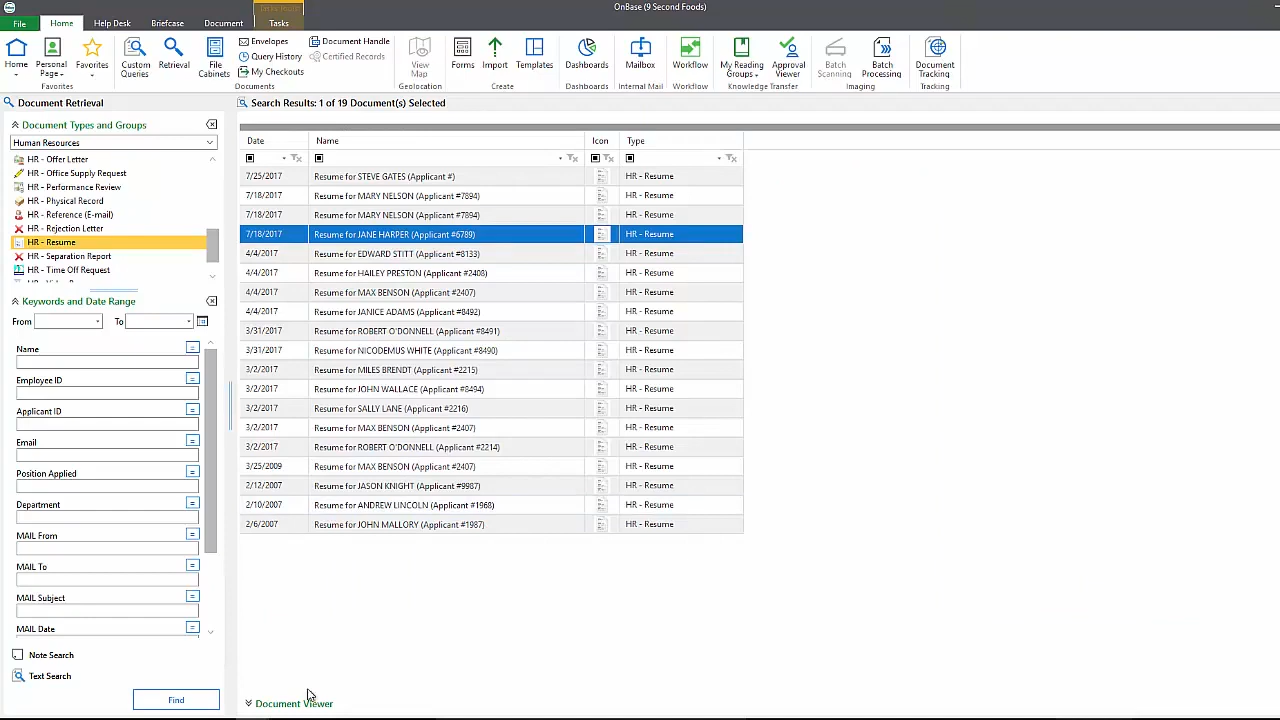 OnBase (9 Second Foods)
File Home Help Desk Briefcase Document Tasks
Home
Personal Page
Favorites
Favorites
Custom Queries
Retrieval
File Cabinets
Envelopes
Query History
My Checkouts
Document Handle
Certified Records
Documents
View Map
Geolocation
Forms
Import
Templates
Create
Dashboards
Dashboards
Mailbox
Internal Mail
Workflow
Workflow
My Reading Groups
Approval Viewer
Knowledge Transfer
Batch Scanning
Batch Processing
Imaging
Document Tracking
Tracking
Document Retrieval
Document Types and Groups
Human Resources
HR - Offer Letter
HR - Office Supply Request
HR - Performance Review
HR - Physical Record
HR - Reference (E-mail)
HR - Rejection Letter
HR - Resume
HR - Separation Report
HR - Time Off Request
Keywords and Date Range
From To
Name
Employee ID
Applicant ID
Email
Position Applied
Department
MAIL From
MAIL To
MAIL Subject
MAIL Date
Note Search
Text Search
Find
Search Results: 1 of 19 Document(s) Selected
Date Name Icon Type
7/25/2017 Resume for STEVE GATES (Applicant #) HR - Resume
7/18/2017 Resume for MARY NELSON (Applicant #7894) HR - Resume
7/18/2017 Resume for MARY NELSON (Applicant #7894) HR - Resume
7/18/2017 Resume for JANE HARPER (Applicant #6789) HR - Resume
4/4/2017 Resume for EDWARD STITT (Applicant #8133) HR - Resume
4/4/2017 Resume for HAILEY PRESTON (Applicant #2408) HR - Resume
4/4/2017 Resume for MAX BENSON (Applicant #2407) HR - Resume
4/4/2017 Resume for JANICE ADAMS (Applicant #8492) HR - Resume
3/31/2017 Resume for ROBERT O'DONNELL (Applicant #8491) HR - Resume
3/31/2017 Resume for NICODEMUS WHITE (Applicant #8490) HR - Resume
3/2/2017 Resume for MILES BRENDT (Applicant #2215) HR - Resume
3/2/2017 Resume for JOHN WALLACE (Applicant #8494) HR - Resume
3/2/2017 Resume for SALLY LANE (Applicant #2216) HR - Resume
3/2/2017 Resume for MAX BENSON (Applicant #2407) HR - Resume
3/2/2017 Resume for ROBERT O'DONNELL (Applicant #2214) HR - Resume
3/25/2009 Resume for MAX BENSON (Applicant #2407) HR - Resume
2/12/2007 Resume for JASON KNIGHT (Applicant #9987) HR - Resume
2/10/2007 Resume for ANDREW LINCOLN (Applicant #1968) HR - Resume
2/6/2007 Resume for JOHN MALLORY (Applicant #1987) HR - Resume
Document Viewer